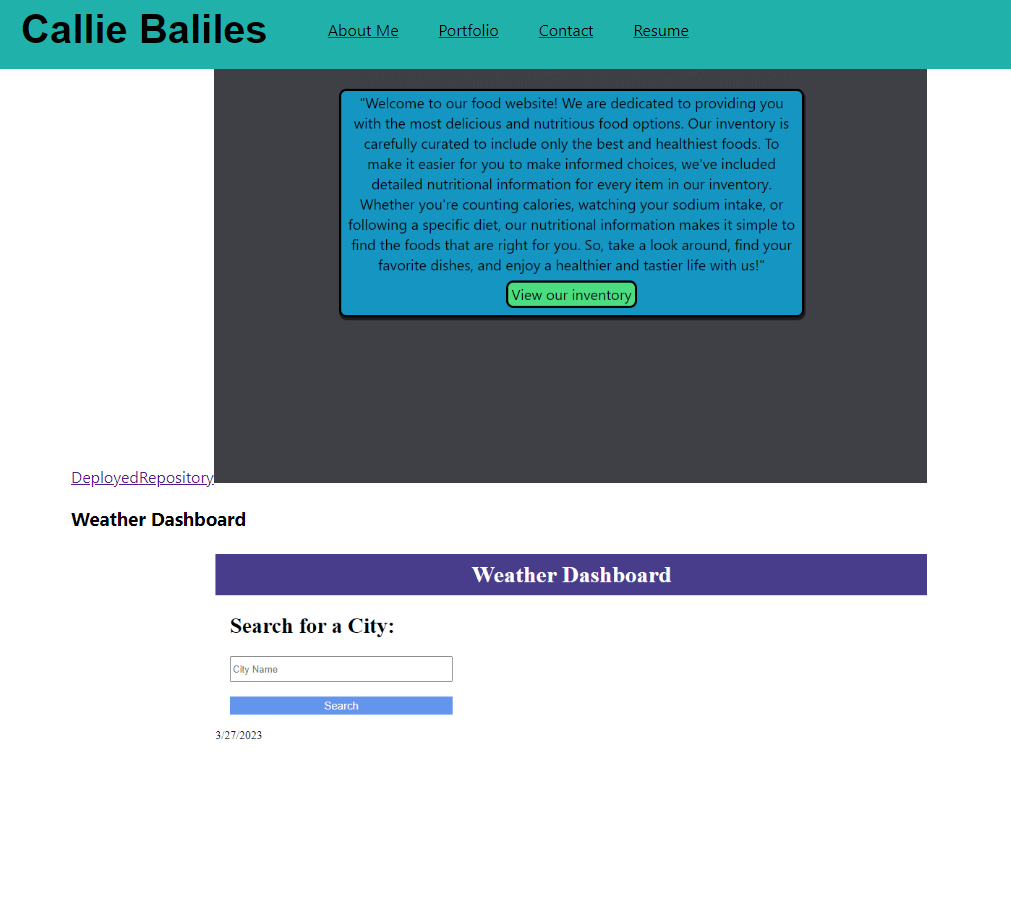 Callie Baliles
About Me Portfolio Contact Resume
"Welcome to our food website! We are dedicated to providing you
with the most delicious and nutritious food options. Our inventory is
carefully curated to include only the best and healthiest foods. To
make it easier for you to make informed choices, we've included
detailed nutritional information for every item in our inventory.
Whether you're counting calories, watching your sodium intake, or
following a specific diet, our nutritional information makes it simple to
find the foods that are right for you. So, take a look around, find your
favorite dishes, and enjoy a healthier and tastier life with us!"
View our inventory
DeployedRepository
Weather Dashboard
Weather Dashboard
Search for a City:
City Name
Search
3/27/2023